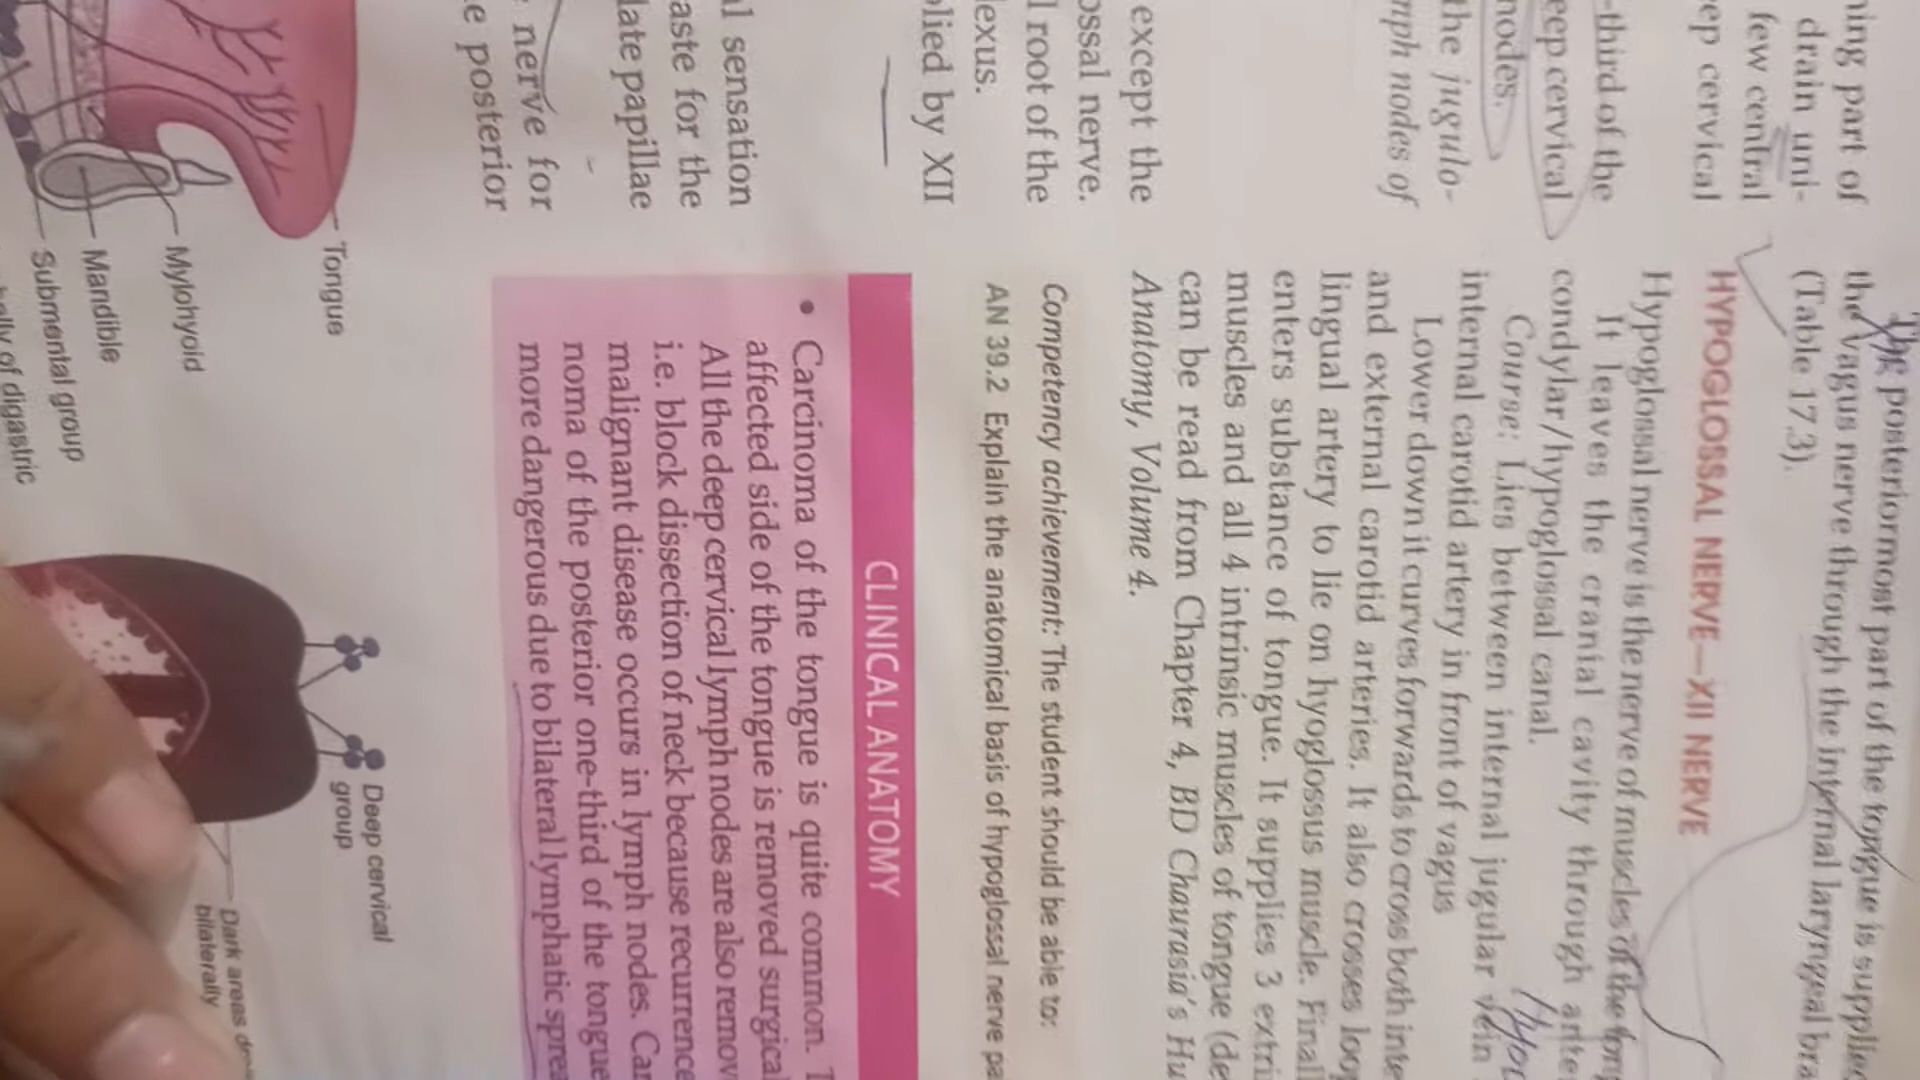 ning part of
drain uni-
few central
ep cervical
-third of the
eep cervical
nodes.
the jugulo-
mph nodes of
except the
ossal nerve.
l root of the
lexus.
plied by XII
al sensation
aste for the
late papillae
nerve for
e posterior
Tongue
Mylohyoid
Mandible
Submental group
belly of digastric
The posteriormost part of the tongue is supplied
the vagus nerve through the internal laryngeal bra
(Table 17.3).
HYPOGLOSSAL NERVE—XII NERVE
Hypoglossal nerve is the nerve of muscles of the tong
It leaves the cranial cavity through ante
condylar/hypoglossal canal.
Course: Lies between internal jugular vein
internal carotid artery in front of vagus
Lower down it curves forwards to cross both inte
and external carotid arteries. It also crosses loop
lingual artery to lie on hyoglossus muscle. Finall
enters substance of tongue. It supplies 3 extri
muscles and all 4 intrinsic muscles of tongue (de
can be read from Chapter 4, BD Chaurasia's Hu
Anatomy, Volume 4.
Competency achievement: The student should be able to:
AN 39.2 Explain the anatomical basis of hypoglossal nerve pa
CLINICAL ANATOMY
• Carcinoma of the tongue is quite common. T
affected side of the tongue is removed surgical
All the deep cervical lymph nodes are also remov
i.e. block dissection of neck because recurrence
malignant disease occurs in lymph nodes. Car
noma of the posterior one-third of the tongue
more dangerous due to bilateral lymphatic sprea
Deep cervical
group
Dark areas drain
bilaterally